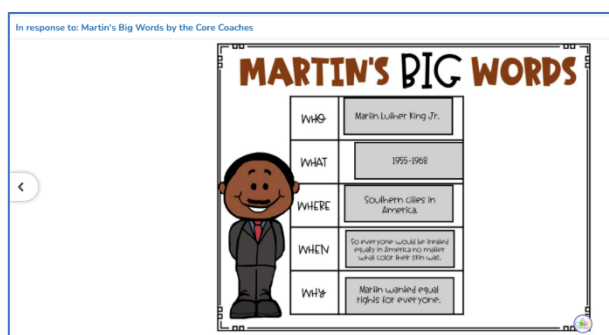 In response to: Martin's Big Words by the Core Coaches
MARTIN'S BIG WORDS
WHO
Martin Luther King Jr.
WHAT
1955-1968
WHERE
Southern cities in
America.
WHEN
So everyone would be treated
equally in America no matter
what color their skin was.
WHY
Martin wanted equal
rights for everyone.